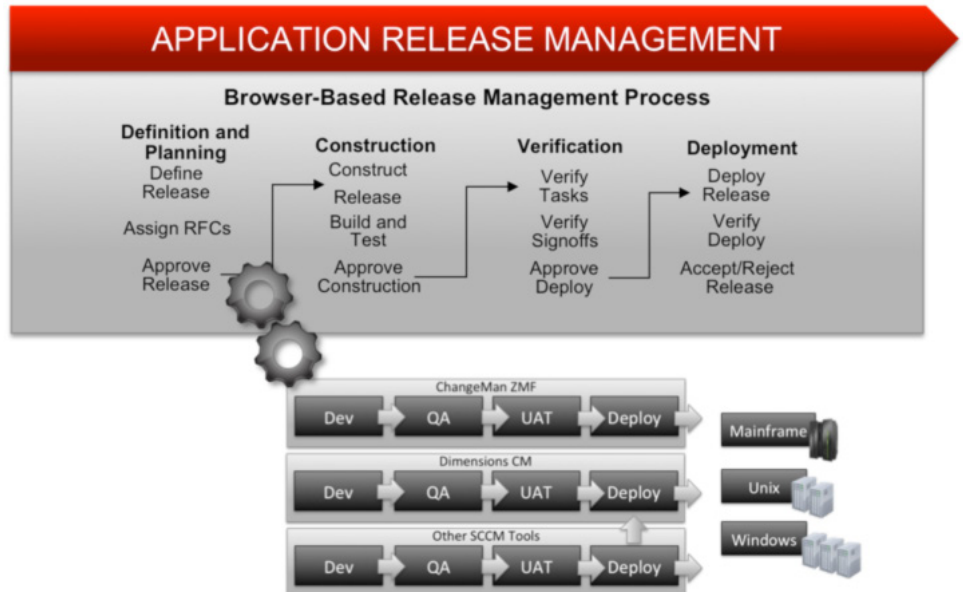 APPLICATION RELEASE MANAGEMENT
Browser-Based Release Management Process
Definition and
Planning
Define
Release
Assign RFCs
Approve
Release
Construction
Construct
Release
Build and
Test
Approve
Construction
Verification
Verify
Tasks
Verify
Signoffs
Approve
Deploy
Deployment
Deploy
Release
Verify
Deploy
Accept/Reject
Release
ChangeMan ZMF
Dev QA UAT Deploy
Mainframe
Dimensions CM
Dev QA UAT Deploy
Unix
Other SCCM Tools
Dev QA UAT Deploy
Windows